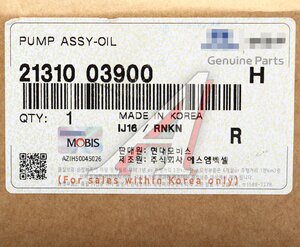 PUMP ASSY-OIL
Genuine Parts
21310 03900 H
QTY: 1 MADE IN KOREA
IJ16 RNKN
MOBIS R
AZIH50045026
판매원: 현대모비스
제조원: 주식회사 에스엠벡셀
(For sales within Korea only)